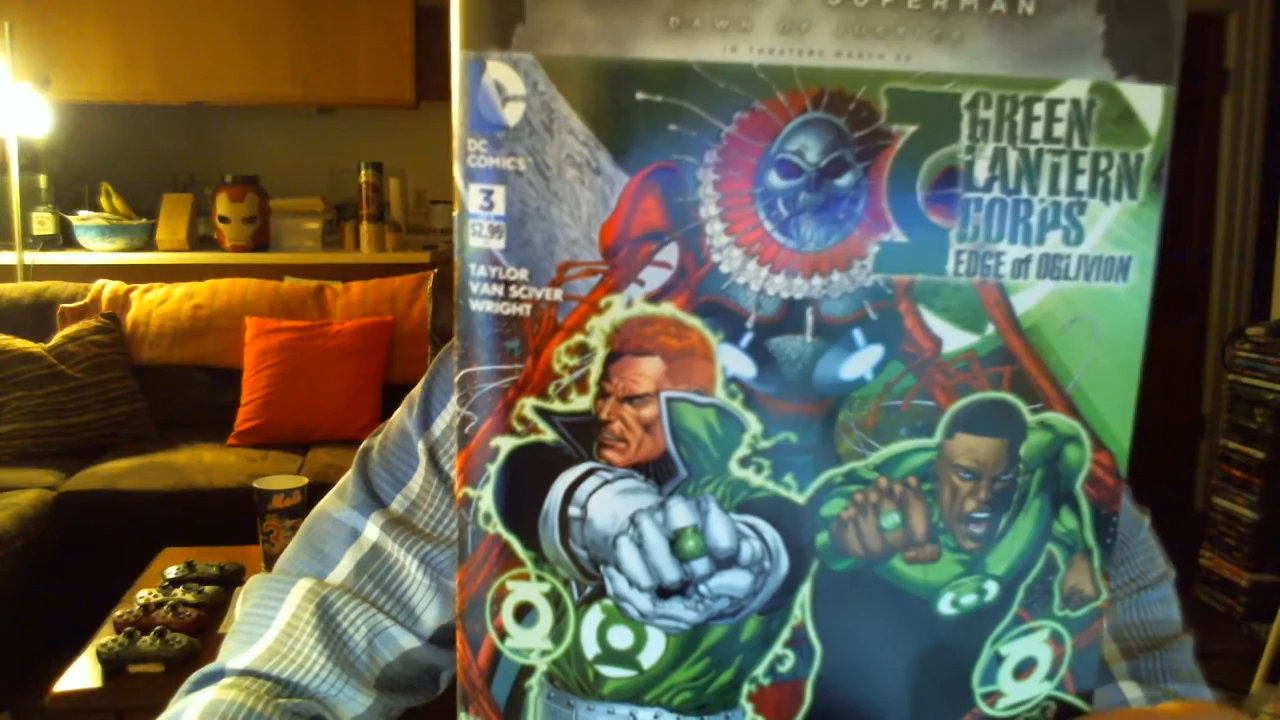 SUPERMAN
DAWN OF JUSTICE
IN THEATERS MARCH 25
DC
COMICS
3
$2.99
TAYLOR
VAN SCIVER
WRIGHT
GREEN
LANTERN
CORPS
EDGE of OBLIVION
Mets